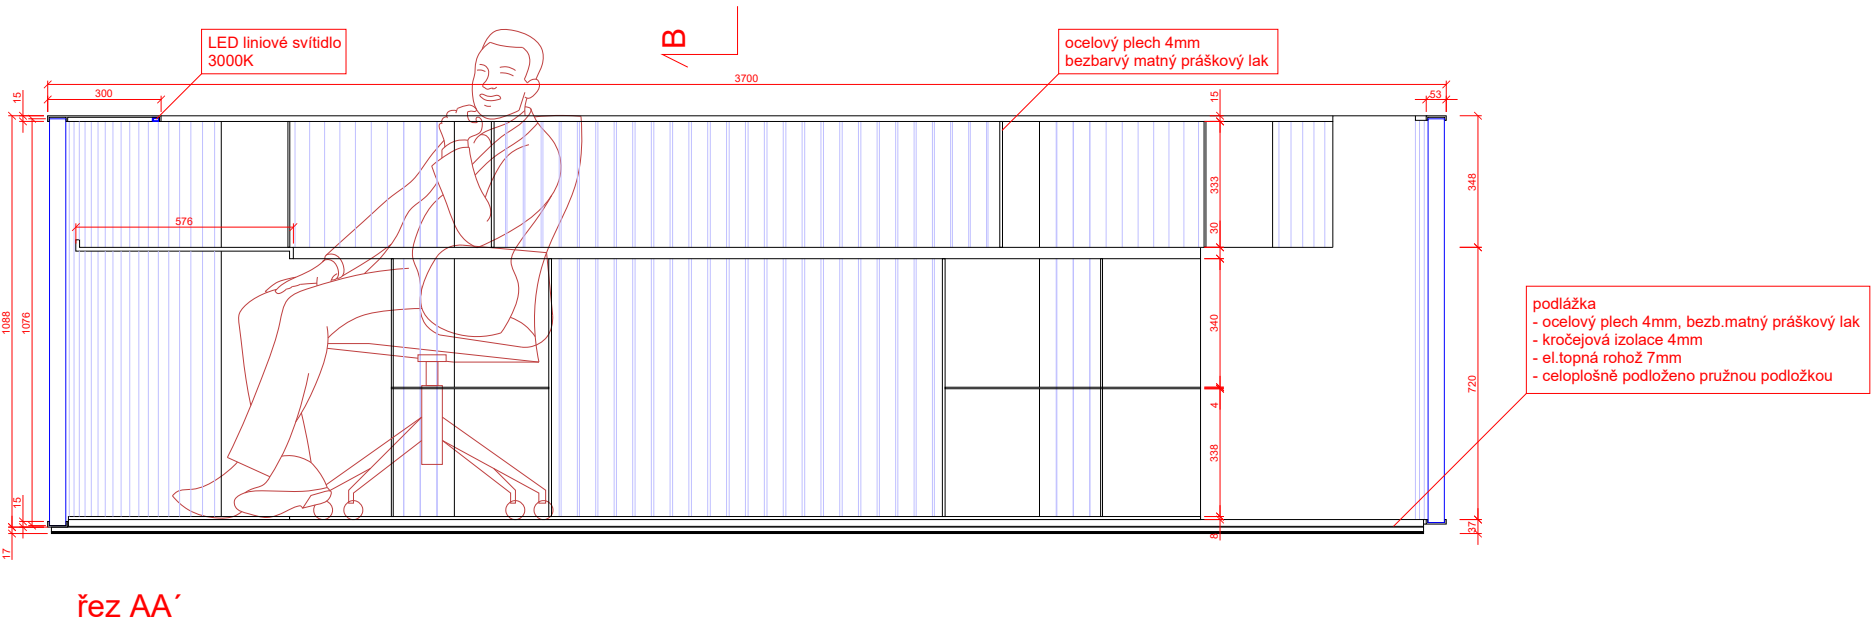 LED liniové svítidlo
3000K
B
ocelový plech 4mm
bezbarvý matný práškový lak
3700
300
53
15
15
333
348
576
30
1088
1076
340
podlážka
- ocelový plech 4mm, bezb.matný práškový lak
- kročejová izolace 4mm
- el.topná rohož 7mm
- celoplošně podloženo pružnou podložkou
720
4
338
15
37
8
17
řez AA´